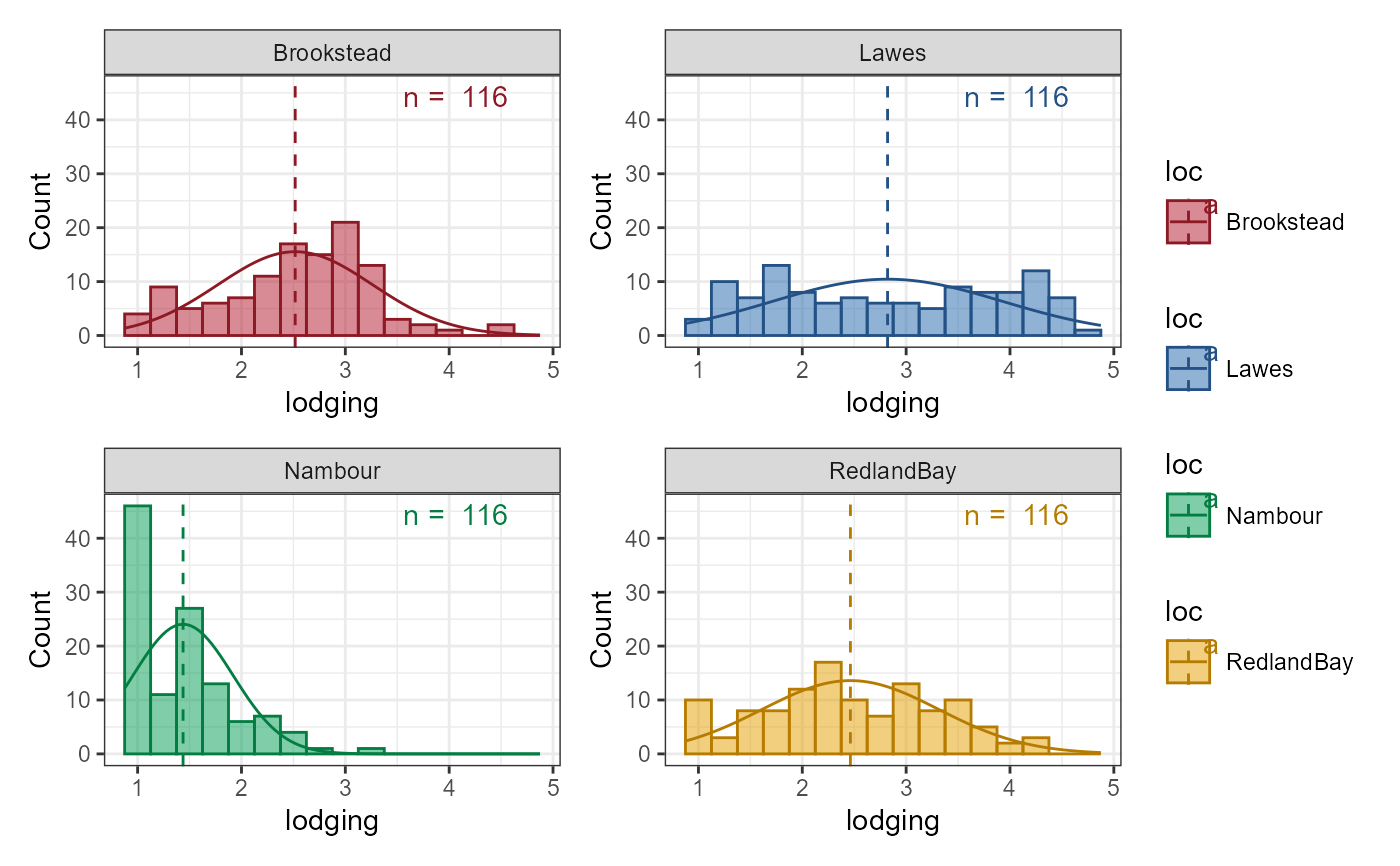 Brookstead
n = 116
40
30
20
10
0
Count
1 2 3 4 5
lodging
Lawes
n = 116
40
30
20
10
0
Count
1 2 3 4 5
lodging
Nambour
n = 116
40
30
20
10
0
Count
1 2 3 4 5
lodging
RedlandBay
n = 116
40
30
20
10
0
Count
1 2 3 4 5
lodging
loc
a
Brookstead
loc
a
Lawes
loc
a
Nambour
loc
a
RedlandBay